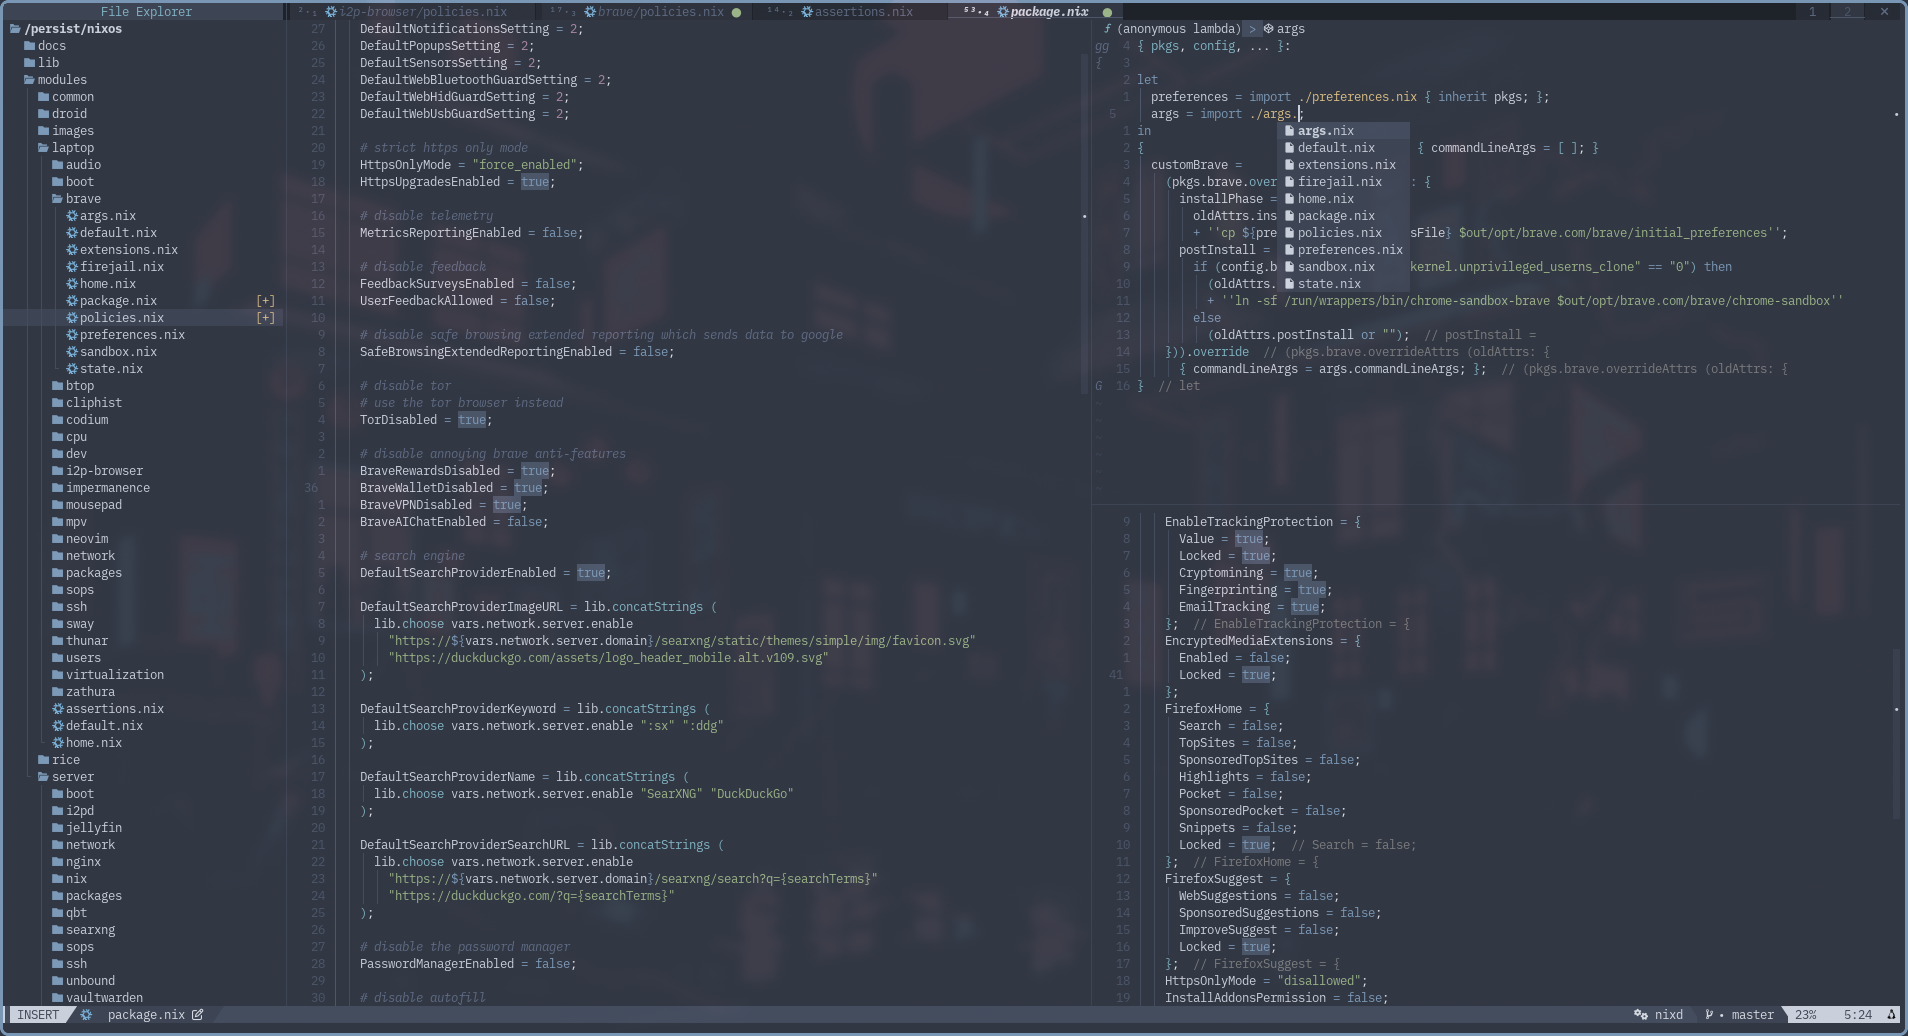 File Explorer
i2p-browser/policies.nix
brave/policies.nix
assertions.nix
package.nix
1 2 ×
/persist/nixos
docs
lib
modules
common
droid
images
laptop
audio
boot
brave
args.nix
default.nix
extensions.nix
firejail.nix
home.nix
package.nix [+]
policies.nix [+]
preferences.nix
sandbox.nix
state.nix
btop
cliphist
codium
cpu
dev
i2p-browser
impermanence
mousepad
mpv
neovim
network
packages
sops
ssh
sway
thunar
users
virtualization
zathura
assertions.nix
default.nix
home.nix
rice
server
boot
i2pd
jellyfin
network
nginx
nix
packages
qbt
searxng
sops
ssh
unbound
vaultwarden
27 DefaultNotificationsSetting = 2;
26 DefaultPopupsSetting = 2;
25 DefaultSensorsSetting = 2;
24 DefaultWebBluetoothGuardSetting = 2;
23 DefaultWebHidGuardSetting = 2;
22 DefaultWebUsbGuardSetting = 2;
21
20 # strict https only mode
19 HttpsOnlyMode = "force_enabled";
18 HttpsUpgradesEnabled = true;
17
16 # disable telemetry
15 MetricsReportingEnabled = false;
14
13 # disable feedback
12 FeedbackSurveysEnabled = false;
11 UserFeedbackAllowed = false;
10
9 # disable safe browsing extended reporting which sends data to google
8 SafeBrowsingExtendedReportingEnabled = false;
7
6 # disable tor
5 # use the tor browser instead
4 TorDisabled = true;
3
2 # disable annoying brave anti-features
1 BraveRewardsDisabled = true;
36 BraveWalletDisabled = true;
1 BraveVPNDisabled = true;
2 BraveAIChatEnabled = false;
3
4 # search engine
5 DefaultSearchProviderEnabled = true;
6
7 DefaultSearchProviderImageURL = lib.concatStrings (
8 lib.choose vars.network.server.enable
9 "https://${vars.network.server.domain}/searxng/static/themes/simple/img/favicon.svg"
10 "https://duckduckgo.com/assets/logo_header_mobile.alt.v109.svg"
11 );
12
13 DefaultSearchProviderKeyword = lib.concatStrings (
14 lib.choose vars.network.server.enable ":sx" ":ddg"
15 );
16
17 DefaultSearchProviderName = lib.concatStrings (
18 lib.choose vars.network.server.enable "SearXNG" "DuckDuckGo"
19 );
20
21 DefaultSearchProviderSearchURL = lib.concatStrings (
22 lib.choose vars.network.server.enable
23 "https://${vars.network.server.domain}/searxng/search?q={searchTerms}"
24 "https://duckduckgo.com/?q={searchTerms}"
25 );
26
27 # disable the password manager
28 PasswordManagerEnabled = false;
29
30 # disable autofill
f (anonymous lambda) > args
gg 4 { pkgs, config, ... }:
{ 3
2 let
1 preferences = import ./preferences.nix { inherit pkgs; };
5 args = import ./args.;
1 in
2 { { commandLineArgs = [ ]; }
3 customBrave =
4 (pkgs.brave.over : {
5 installPhase =
6 oldAttrs.ins
7 + ''cp ${pre sFile} $out/opt/brave.com/brave/initial_preferences'';
8 postInstall =
9 if (config.b kernel.unprivileged_userns_clone" == "0") then
10 (oldAttrs.
11 + ''ln -sf /run/wrappers/bin/chrome-sandbox-brave $out/opt/brave.com/brave/chrome-sandbox''
12 else
13 (oldAttrs.postInstall or ""); // postInstall =
14 })).override // (pkgs.brave.overrideAttrs (oldAttrs: {
15 { commandLineArgs = args.commandLineArgs; }; // (pkgs.brave.overrideAttrs (oldAttrs: {
G 16 } // let
args.nix
default.nix
extensions.nix
firejail.nix
home.nix
package.nix
policies.nix
preferences.nix
sandbox.nix
state.nix
9 EnableTrackingProtection = {
8 Value = true;
7 Locked = true;
6 Cryptomining = true;
5 Fingerprinting = true;
4 EmailTracking = true;
3 }; // EnableTrackingProtection = {
2 EncryptedMediaExtensions = {
1 Enabled = false;
41 Locked = true;
1 };
2 FirefoxHome = {
3 Search = false;
4 TopSites = false;
5 SponsoredTopSites = false;
6 Highlights = false;
7 Pocket = false;
8 SponsoredPocket = false;
9 Snippets = false;
10 Locked = true; // Search = false;
11 }; // FirefoxHome = {
12 FirefoxSuggest = {
13 WebSuggestions = false;
14 SponsoredSuggestions = false;
15 ImproveSuggest = false;
16 Locked = true;
17 }; // FirefoxSuggest = {
18 HttpsOnlyMode = "disallowed";
19 InstallAddonsPermission = false;
INSERT package.nix
nixd master 23% 5:24